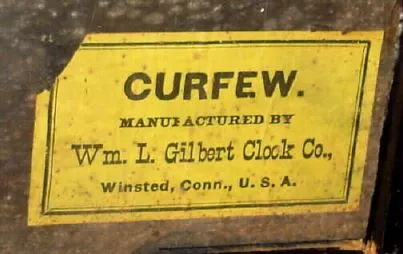 CURFEW.
MANUFACTURED BY
Wm. L. Gilbert Clock Co.,
Winsted, Conn., U. S. A.